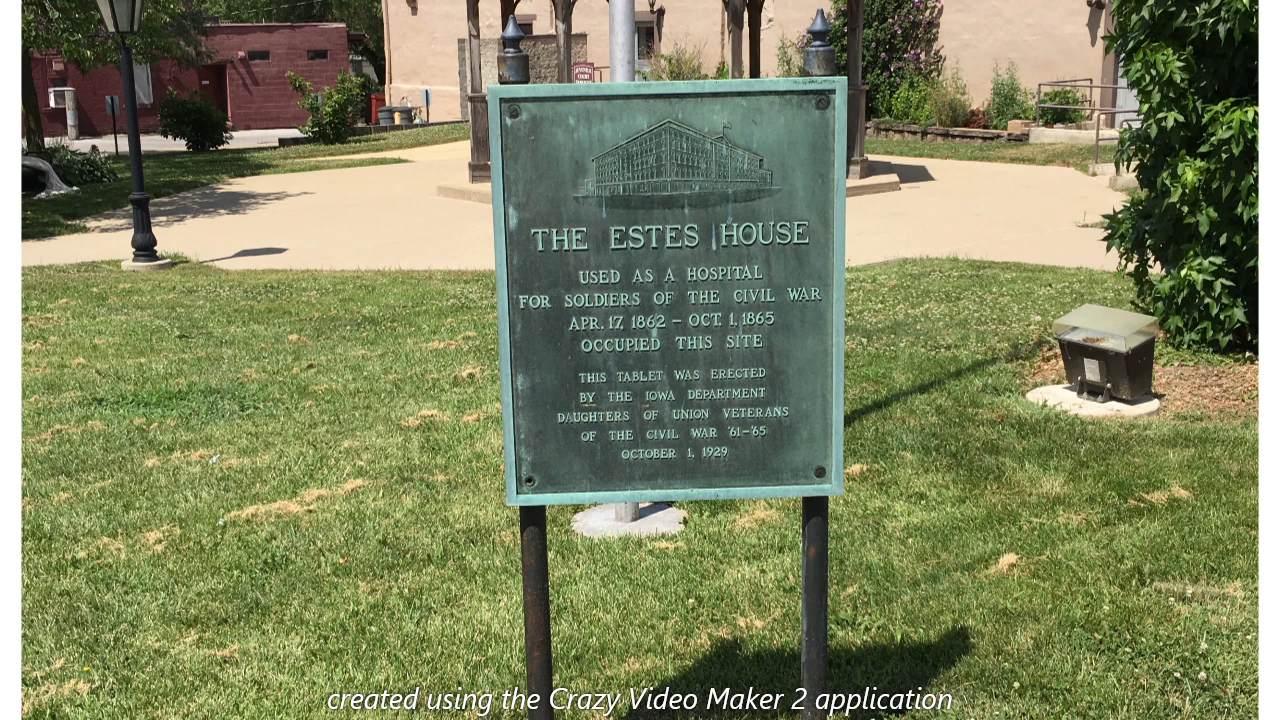 THE ESTES HOUSE
USED AS A HOSPITAL
FOR SOLDIERS OF THE CIVIL WAR
APR. 17, 1862 – OCT. 1, 1865
OCCUPIED THIS SITE
THIS TABLET WAS ERECTED
BY THE IOWA DEPARTMENT
DAUGHTERS OF UNION VETERANS
OF THE CIVIL WAR '61–'65
OCTOBER 1, 1929
created using the Crazy Video Maker 2 application